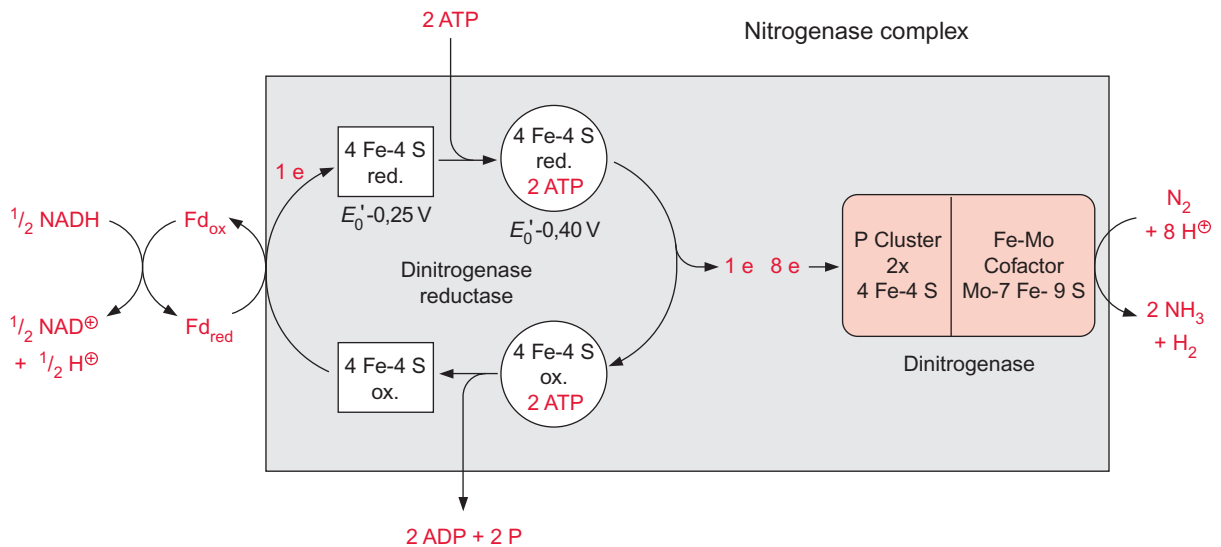 2 ATP
Nitrogenase complex
4 Fe-4 S
red.
4 Fe-4 S
red.
2 ATP
1 e
E₀'-0,25 V
E₀'-0,40 V
½ NADH
Fd_ox
Dinitrogenase
reductase
1 e 8 e
P Cluster
2x
4 Fe-4 S
Fe-Mo
Cofactor
Mo-7 Fe- 9 S
N₂
+ 8 H⊕
½ NAD⊕
+ ½ H⊕
Fd_red
4 Fe-4 S
ox.
4 Fe-4 S
ox.
2 ATP
Dinitrogenase
2 NH₃
+ H₂
2 ADP + 2 P